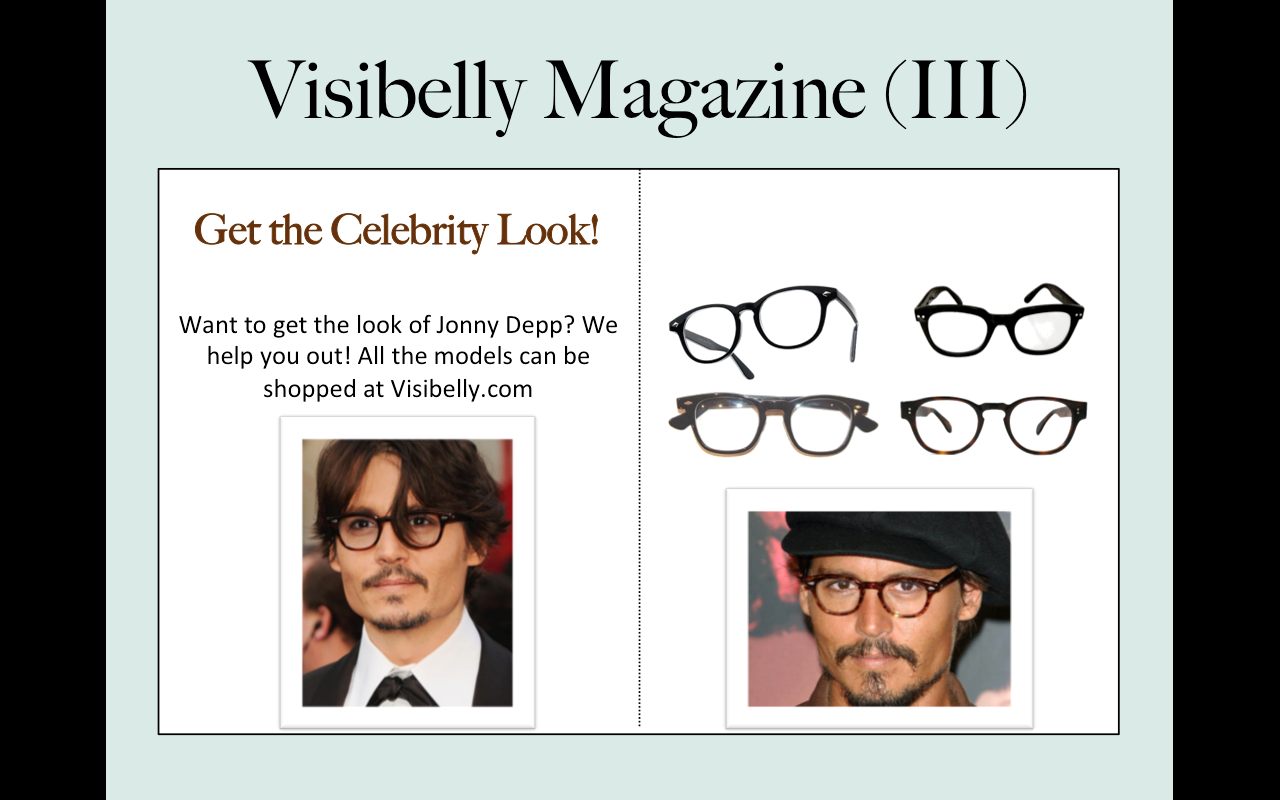 Visibelly Magazine (III)
Get the Celebrity Look!
Want to get the look of Jonny Depp? We
help you out! All the models can be
shopped at Visibelly.com